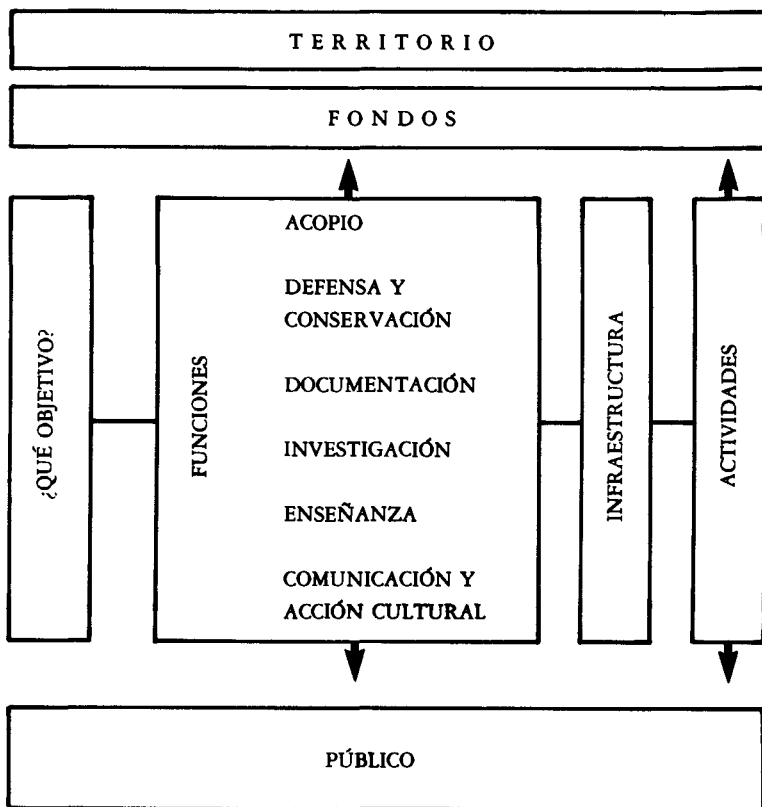 TERRITORIO
FONDOS
¿QUÉ OBJETIVO?
FUNCIONES
ACOPIO
DEFENSA Y
CONSERVACIÓN
DOCUMENTACIÓN
INVESTIGACIÓN
ENSEÑANZA
COMUNICACIÓN Y
ACCIÓN CULTURAL
INFRAESTRUCTURA
ACTIVIDADES
PÚBLICO